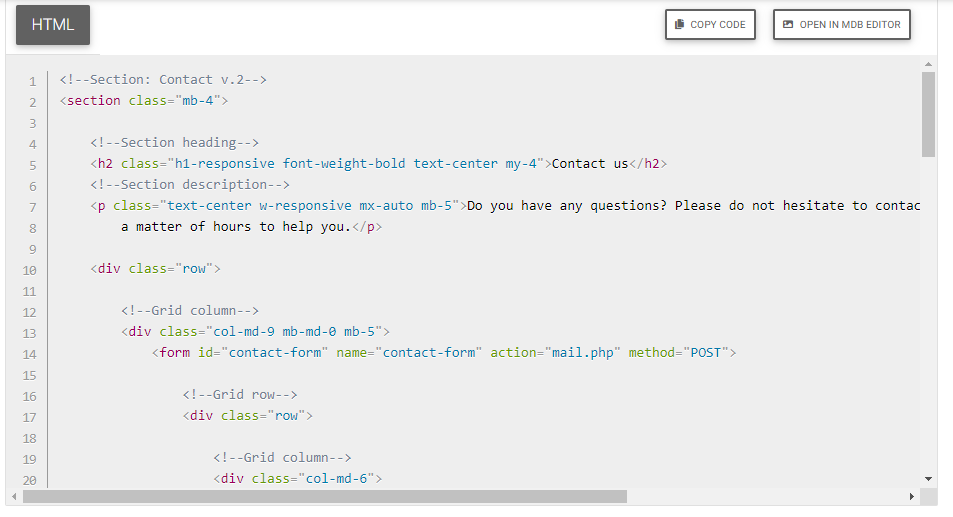 HTML
COPY CODE
OPEN IN MDB EDITOR
1 <!--Section: Contact v.2-->
2 <section class="mb-4">
3
4 <!--Section heading-->
5 <h2 class="h1-responsive font-weight-bold text-center my-4">Contact us</h2>
6 <!--Section description-->
7 <p class="text-center w-responsive mx-auto mb-5">Do you have any questions? Please do not hesitate to contac
8 a matter of hours to help you.</p>
9
10 <div class="row">
11
12 <!--Grid column-->
13 <div class="col-md-9 mb-md-0 mb-5">
14 <form id="contact-form" name="contact-form" action="mail.php" method="POST">
15
16 <!--Grid row-->
17 <div class="row">
18
19 <!--Grid column-->
20 <div class="col-md-6">